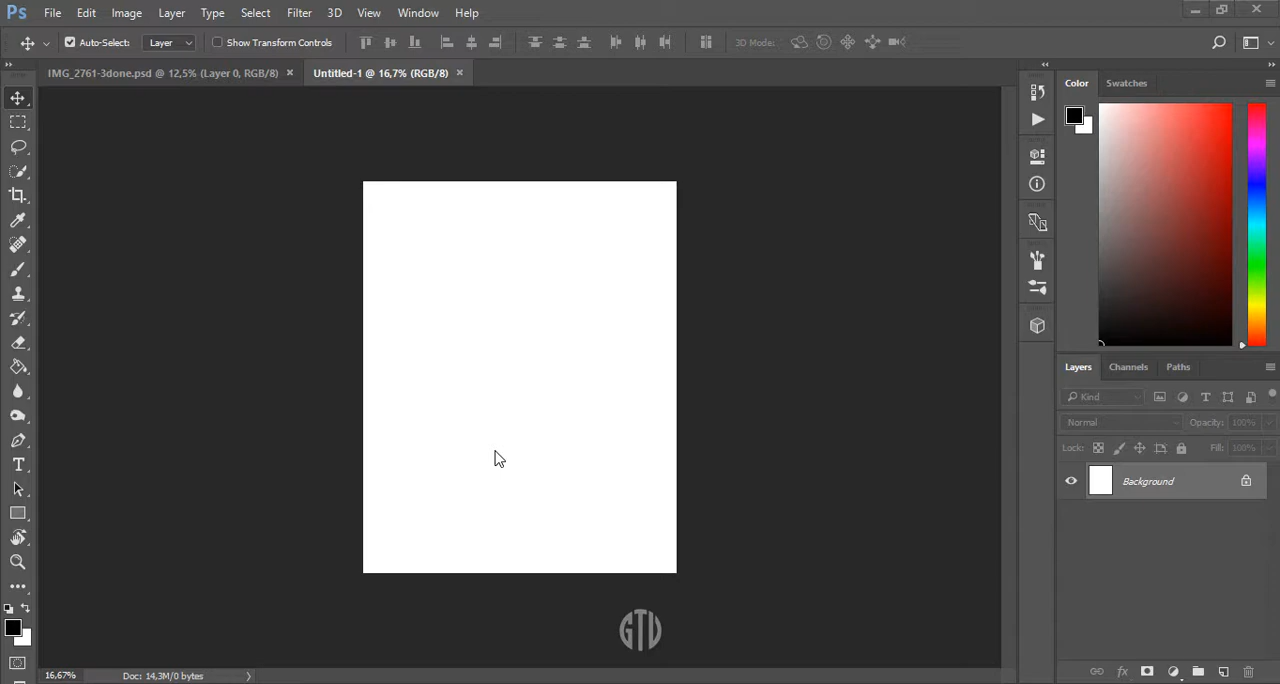 Ps File Edit Image Layer Type Select Filter 3D View Window Help
Auto-Select: Layer Show Transform Controls 3D Mode:
IMG_2761-3done.psd @ 12,5% (Layer 0, RGB/8) × Untitled-1 @ 16,7% (RGB/8) ×
Color Swatches
Layers Channels Paths
Kind
Normal Opacity: 100%
Lock: Fill: 100%
Background
T
GTV
16,67% Doc: 14,3M/0 bytes